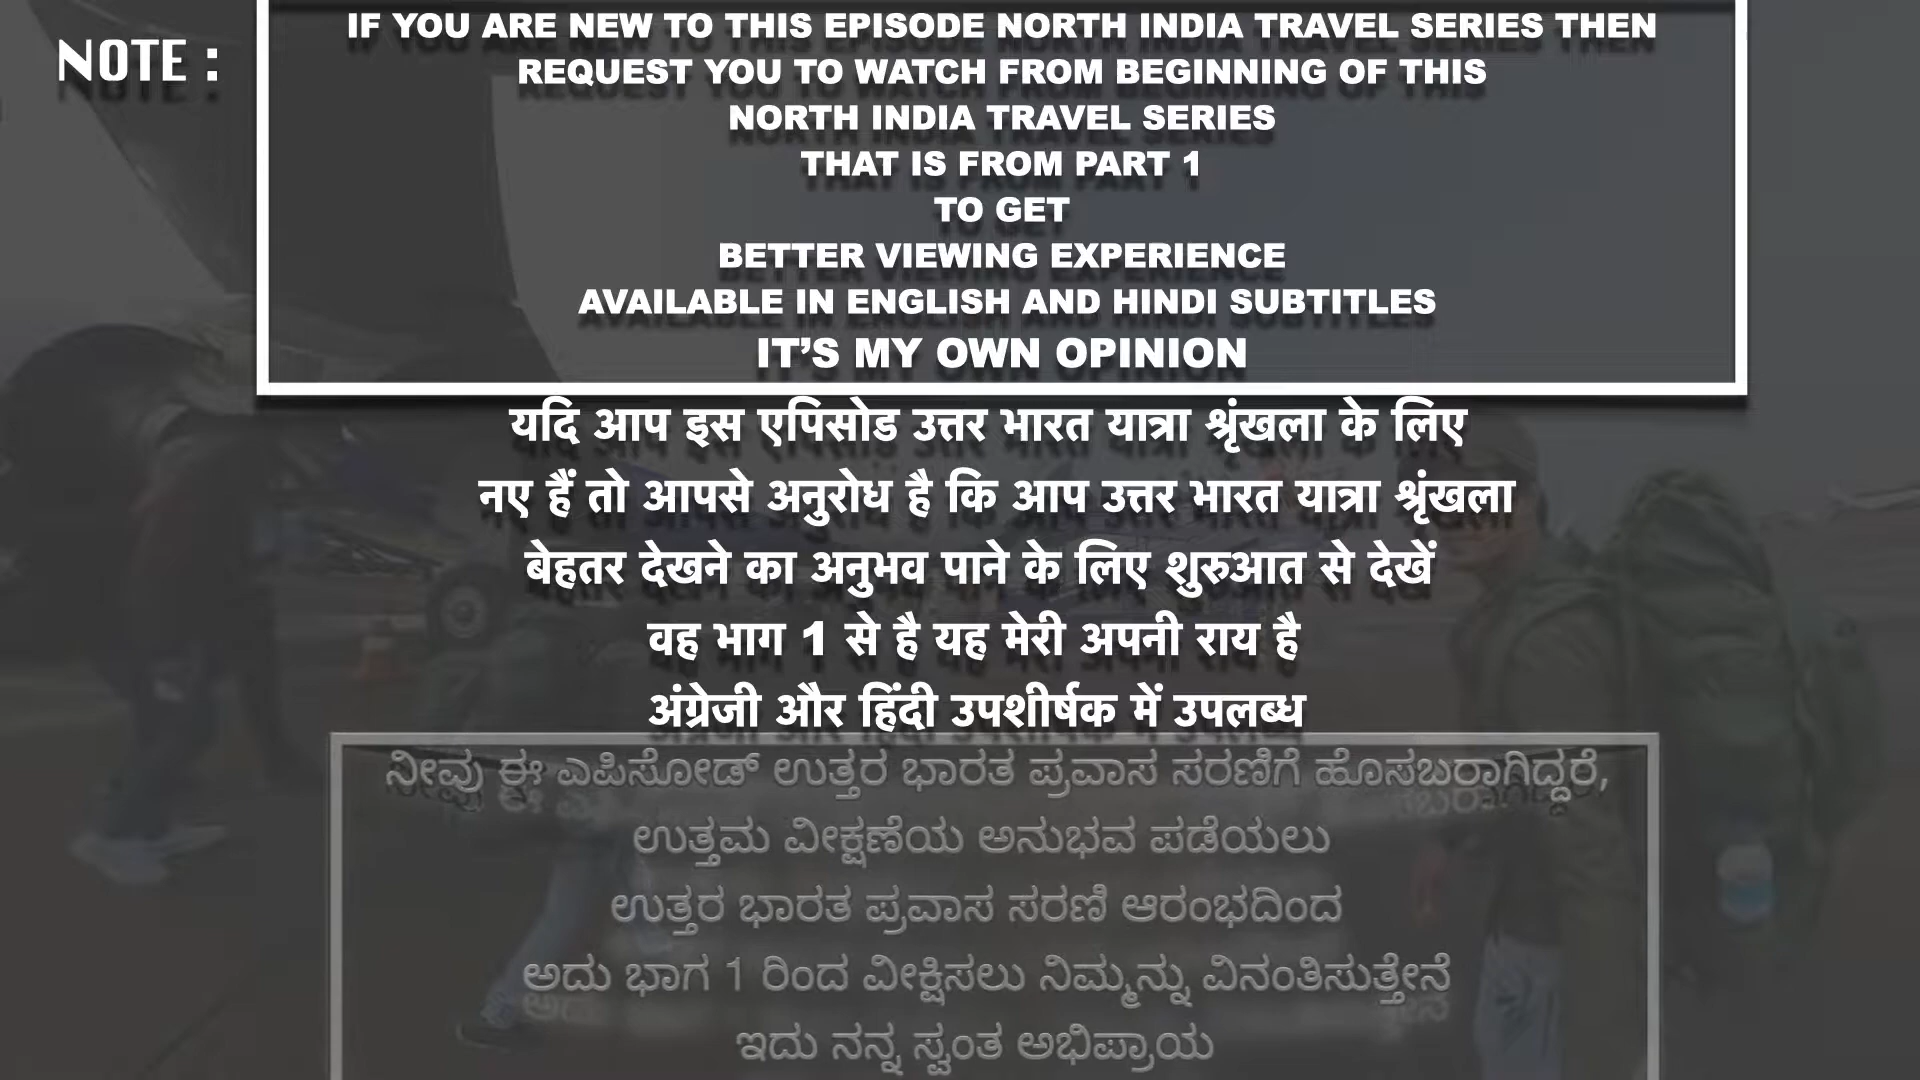 NOTE :
IF YOU ARE NEW TO THIS EPISODE NORTH INDIA TRAVEL SERIES THEN
REQUEST YOU TO WATCH FROM BEGINNING OF THIS
NORTH INDIA TRAVEL SERIES
THAT IS FROM PART 1
TO GET
BETTER VIEWING EXPERIENCE
AVAILABLE IN ENGLISH AND HINDI SUBTITLES
IT’S MY OWN OPINION
यदि आप इस एपिसोड उत्तर भारत यात्रा श्रृंखला के लिए
नए हैं तो आपसे अनुरोध है कि आप उत्तर भारत यात्रा श्रृंखला
बेहतर देखने का अनुभव पाने के लिए शुरुआत से देखें
वह भाग 1 से है यह मेरी अपनी राय है
अंग्रेजी और हिंदी उपशीर्षक में उपलब्ध
ನೀವು ಈ ಎಪಿಸೋಡ್ ಉತ್ತರ ಭಾರತ ಪ್ರವಾಸ ಸರಣಿಗೆ ಹೊಸಬರಾಗಿದ್ದರೆ,
ಉತ್ತಮ ವೀಕ್ಷಣೆಯ ಅನುಭವ ಪಡೆಯಲು
ಉತ್ತರ ಭಾರತ ಪ್ರವಾಸ ಸರಣಿ ಆರಂಭದಿಂದ
ಅದು ಭಾಗ 1 ರಿಂದ ವೀಕ್ಷಿಸಲು ನಿಮ್ಮನ್ನು ವಿನಂತಿಸುತ್ತೇನೆ
ಇದು ನನ್ನ ಸ್ವಂತ ಅಭಿಪ್ರಾಯ